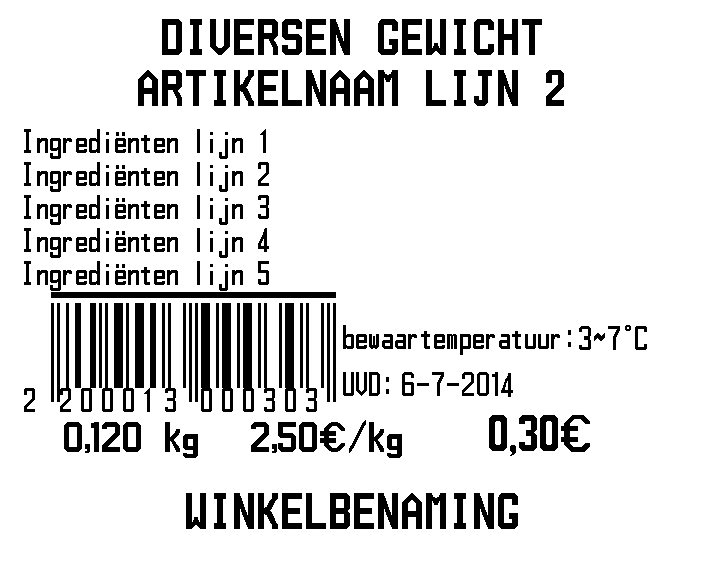 DIVERSEN GEWICHT
ARTIKELNAAM LIJN 2
Ingrediënten lijn 1
Ingrediënten lijn 2
Ingrediënten lijn 3
Ingrediënten lijn 4
Ingrediënten lijn 5
bewaartemperatuur:3~7°C
UVD: 6-7-2014
2 200013 000303
0,120 kg 2,50€/kg 0,30€
WINKELBENAMING